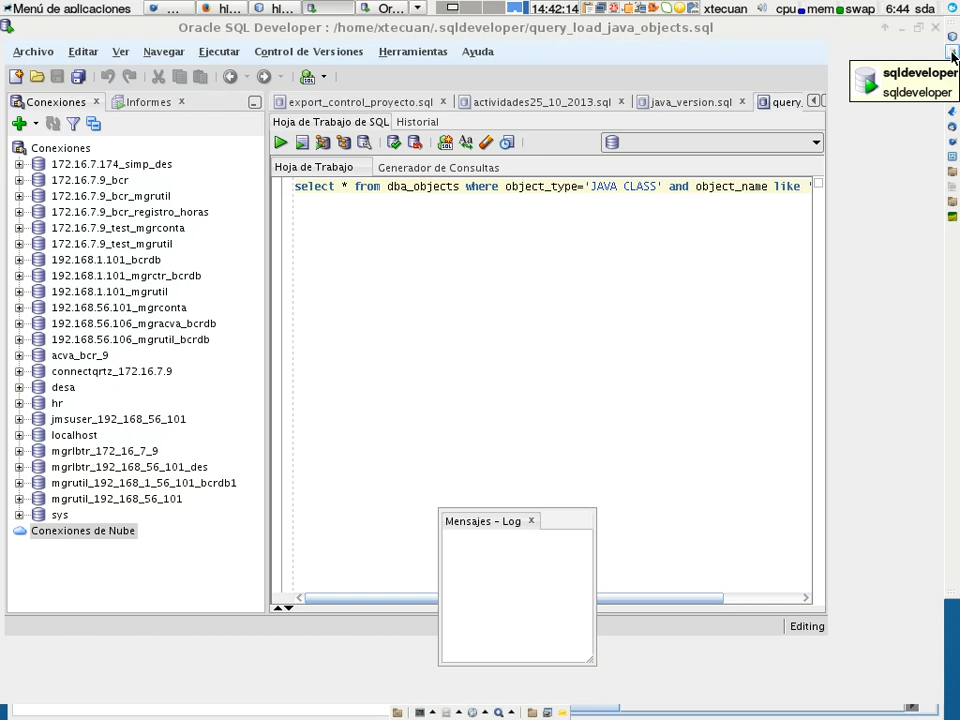 Menú de aplicaciones ... hl... hl... Or... 14:42:14 xtecuan cpu mem swap 6:44 sda
Oracle SQL Developer : /home/xtecuan/.sqldeveloper/query_load_java_objects.sql
Archivo Editar Ver Navegar Ejecutar Control de Versiones Herramientas Ayuda
sqldeveloper
sqldeveloper
Conexiones x Informes x
export_control_proyecto.sql x actividades25_10_2013.sql x java_version.sql x query_
Hoja de Trabajo de SQL Historial
Hoja de Trabajo Generador de Consultas
select * from dba_objects where object_type='JAVA CLASS' and object_name like '
Conexiones
172.16.7.174_simp_des
172.16.7.9_bcr
172.16.7.9_bcr_mgrutil
172.16.7.9_bcr_registro_horas
172.16.7.9_test_mgrconta
172.16.7.9_test_mgrutil
192.168.1.101_bcrdb
192.168.1.101_mgrctr_bcrdb
192.168.1.101_mgrutil
192.168.56.101_mgrconta
192.168.56.106_mgracva_bcrdb
192.168.56.106_mgrutil_bcrdb
acva_bcr_9
connectqrtz_172.16.7.9
desa
hr
jmsuser_192_168_56_101
localhost
mgrlbtr_172_16_7_9
mgrlbtr_192_168_56_101_des
mgrutil_192_168_1_56_101_bcrdb1
mgrutil_192_168_56_101
sys
Conexiones de Nube
Mensajes - Log x
Editing